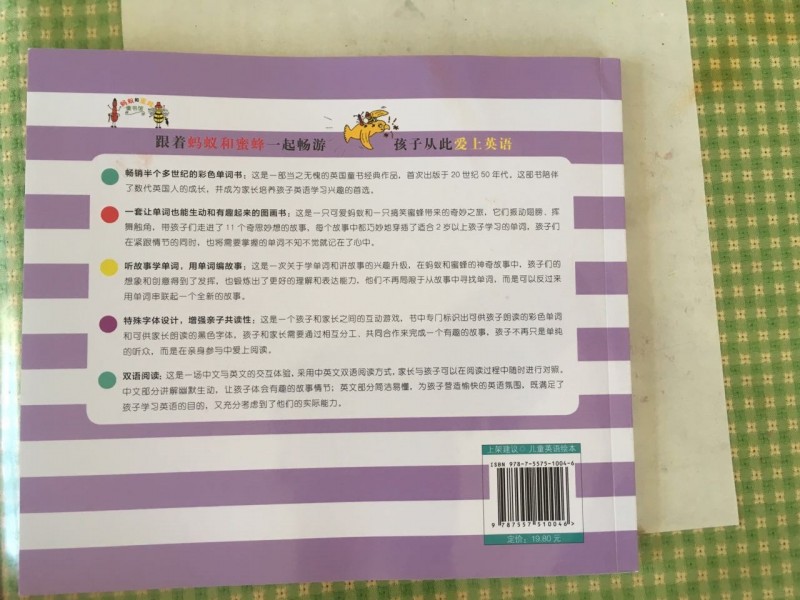 蚂蚁和蜜蜂
跟着蚂蚁和蜜蜂一起畅游 孩子从此爱上英语
畅销半个多世纪的彩色单词书：这是一部当之无愧的英国童书经典作品，首次出版于20世纪50年代，这部书陪伴
了数代英国人的成长，并成为家长培养孩子英语学习兴趣的首选。
一套让单词也能生动和有趣起来的图画书：这是一只可爱蚂蚁和一只搞笑蜜蜂带来的奇妙之旅，它们振动翅膀、挥
舞触角，带孩子们走进了11个奇思妙想的故事，每个故事中都巧妙地穿插了适合2岁以上孩子学习的单词，孩子们
在紧跟情节的同时，也将需要掌握的单词不知不觉就记在了心中。
听故事学单词，用单词编故事：这是一次关于学单词和讲故事的兴趣升级，在蚂蚁和蜜蜂的神奇故事中，孩子们的
想象和创意得到了发挥，也锻炼出了更好的理解和表达能力，他们不再局限于从故事中寻找单词，而是可以反过来
用单词串联起一个全新的故事。
特殊字体设计，增强亲子共读性：这是一个孩子和家长之间的互动游戏，书中专门标识出可供孩子朗读的彩色单词
和可供家长朗读的黑色字体，孩子和家长需要通过相互分工、共同合作来完成一个有趣的故事，孩子不再只是单纯
的听众，而是在亲身参与中爱上阅读。
双语阅读：这是一场中文与英文的交互体验，采用中英文双语阅读方式，家长与孩子可以在阅读过程中随时进行对照。
中文部分讲解幽默生动，让孩子体会有趣的故事情节；英文部分简洁易懂，为孩子营造愉快的英语氛围，既满足了
孩子学习英语的目的，又充分考虑到了他们的实际能力。
上架建议◎儿童英语绘本
ISBN 978-7-5575-1004-6
9 787557 510046 >
定价：19.80元